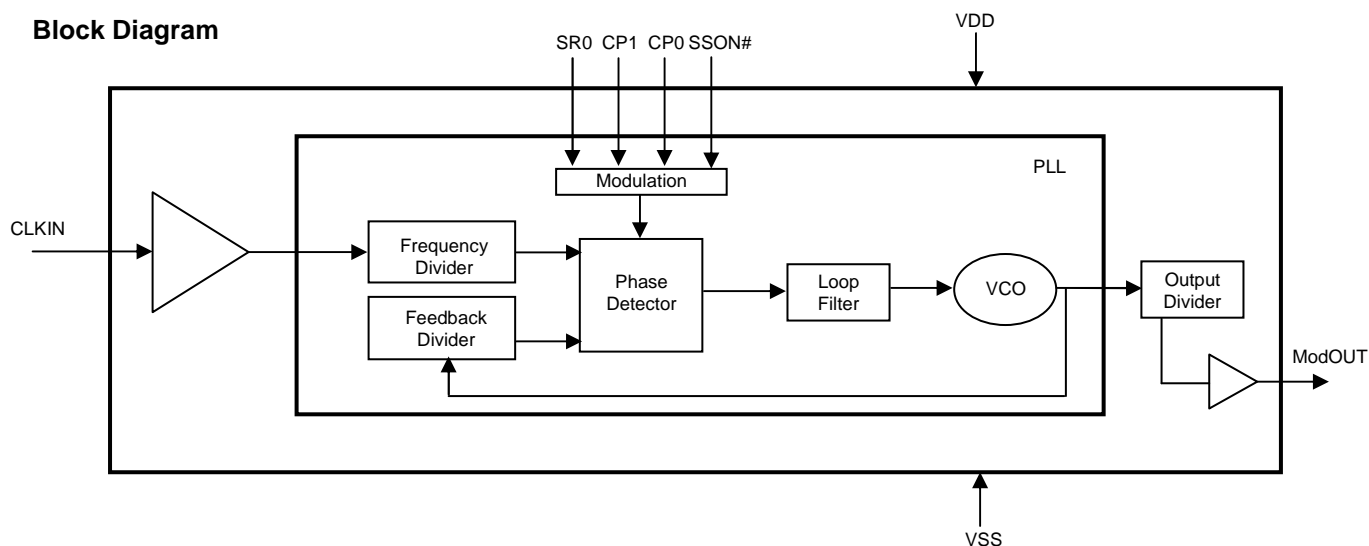 Block Diagram
VDD
SR0 CP1 CP0 SSON#
PLL
Modulation
CLKIN
Frequency
Divider
Phase
Detector
Loop
Filter
VCO
Output
Divider
Feedback
Divider
ModOUT
VSS